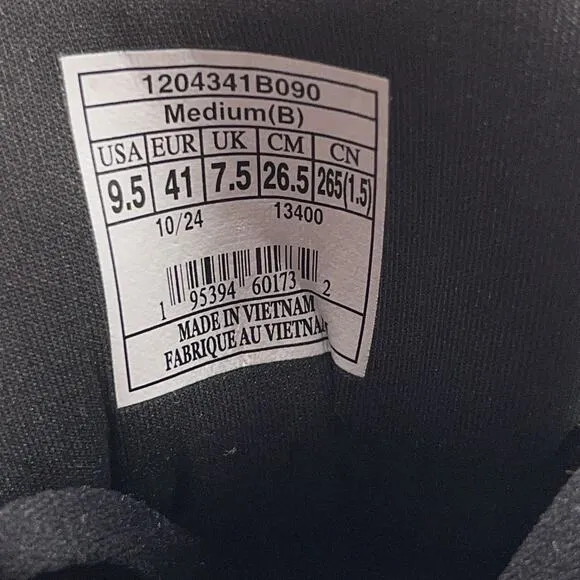 1204341B090
Medium(B)
USA EUR UK CM CN
9.5 41 7.5 26.5 265(1.5)
10/24 13400
1 95394 60173 2
MADE IN VIETNAM
FABRIQUE AU VIETNAM